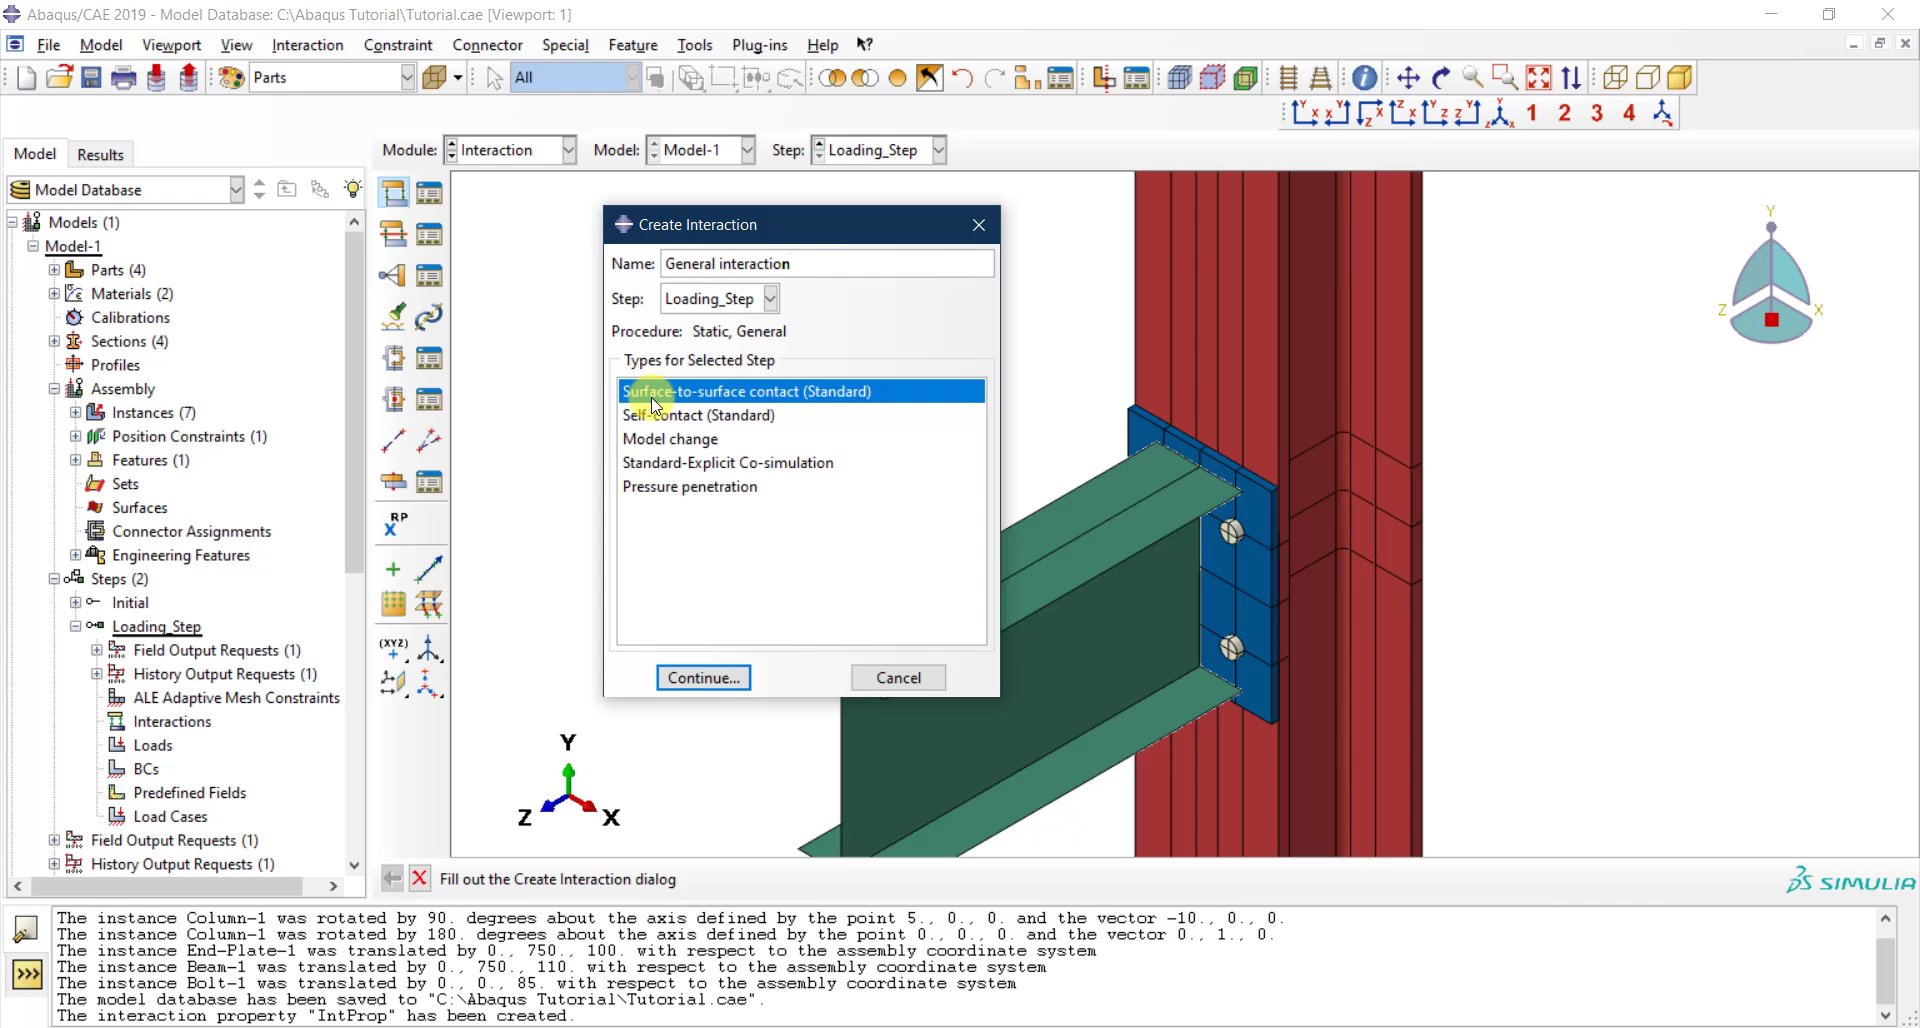 Abaqus/CAE 2019 - Model Database: C:\Abaqus Tutorial\Tutorial.cae [Viewport: 1]
File Model Viewport View Interaction Constraint Connector Special Feature Tools Plug-ins Help
Parts All
1 2 3 4
Model Results
Module: Interaction Model: Model-1 Step: Loading_Step
Model Database
Models (1)
Model-1
Parts (4)
Materials (2)
Calibrations
Sections (4)
Profiles
Assembly
Instances (7)
Position Constraints (1)
Features (1)
Sets
Surfaces
Connector Assignments
Engineering Features
Steps (2)
Initial
Loading_Step
Field Output Requests (1)
History Output Requests (1)
ALE Adaptive Mesh Constraints
Interactions
Loads
BCs
Predefined Fields
Load Cases
Field Output Requests (1)
History Output Requests (1)
RP
(XYZ)
Create Interaction
Name: General interaction
Step: Loading_Step
Procedure: Static, General
Types for Selected Step
Surface-to-surface contact (Standard)
Self-contact (Standard)
Model change
Standard-Explicit Co-simulation
Pressure penetration
Continue... Cancel
Y
Z X
Y
Z X
Fill out the Create Interaction dialog
SIMULIA
The instance Column-1 was rotated by 90. degrees about the axis defined by the point 5., 0., 0. and the vector -10., 0., 0.
The instance Column-1 was rotated by 180. degrees about the axis defined by the point 0., 0., 0. and the vector 0., 1., 0.
The instance End-Plate-1 was translated by 0., 750., 100. with respect to the assembly coordinate system
The instance Beam-1 was translated by 0., 750., 110. with respect to the assembly coordinate system
The instance Bolt-1 was translated by 0., 0., 85. with respect to the assembly coordinate system
The model database has been saved to "C:\Abaqus Tutorial\Tutorial.cae".
The interaction property "IntProp" has been created.